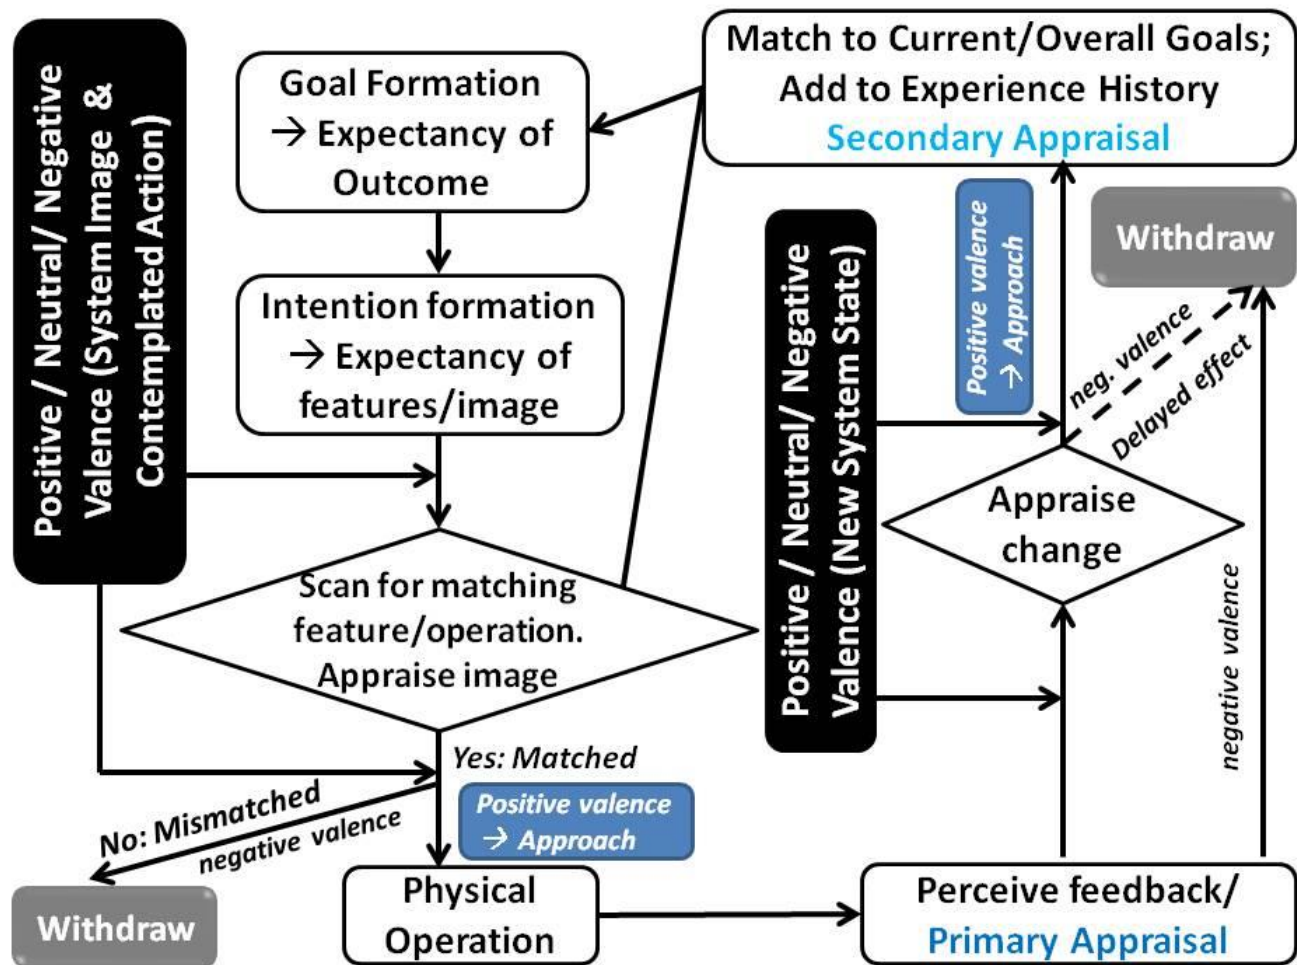 Positive / Neutral/ Negative
Valence (System Image &
Contemplated Action)
Goal Formation
→ Expectancy of
Outcome
Intention formation
→ Expectancy of
features/image
Scan for matching
feature/operation.
Appraise image
Yes: Matched
Positive valence
→ Approach
No: Mismatched
negative valence
Withdraw
Physical
Operation
Perceive feedback/
Primary Appraisal
Positive / Neutral/ Negative
Valence (New System State)
Appraise
change
Positive valence
→ Approach
neg. valence
Delayed effect
negative valence
Withdraw
Match to Current/Overall Goals;
Add to Experience History
Secondary Appraisal